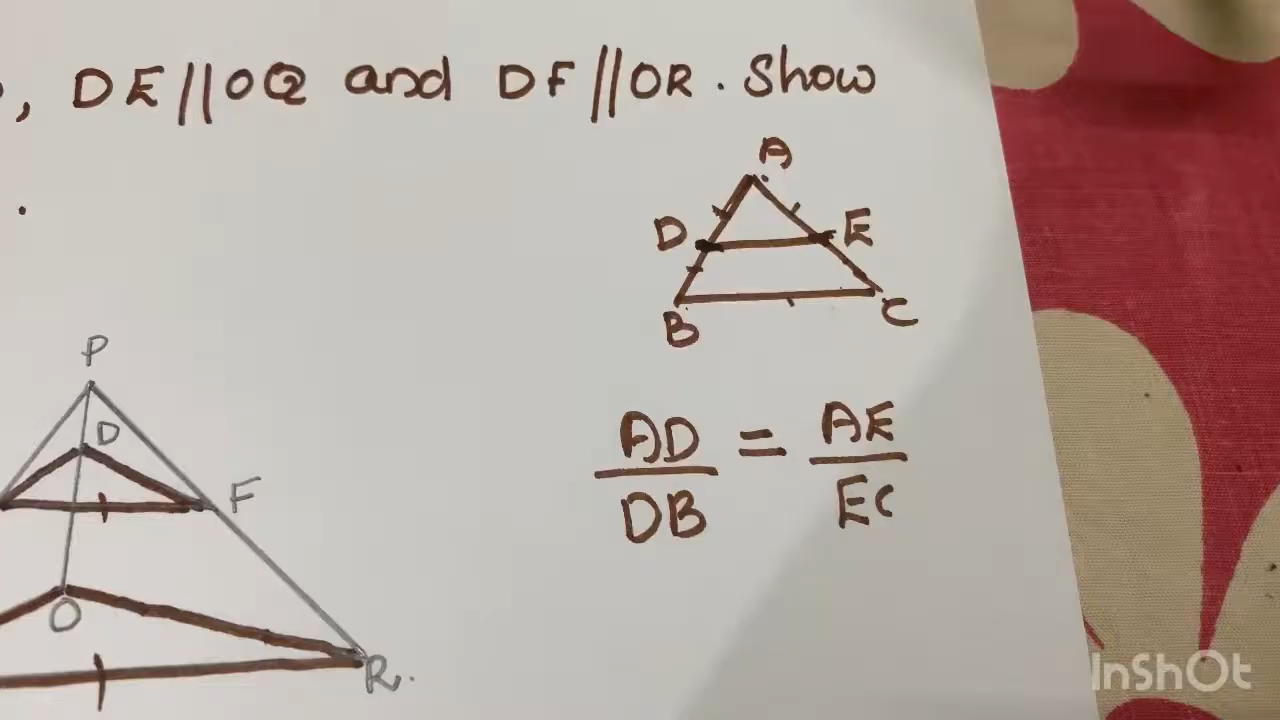 , DE//OQ and DF//OR. Show
.
A
D
E
B
C
P
D
F
O
R.
AD/DB = AE/EC
InShOt